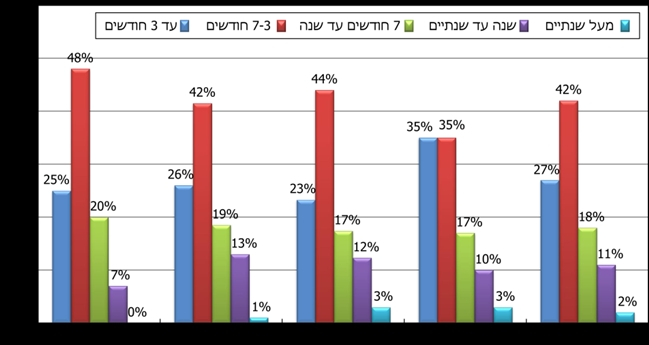 עד 3 חודשים 7-3 חודשים 7 חודשים עד שנה שנה עד שנתיים מעל שנתיים
48% 42% 44% 35% 35% 42%
25% 26% 23% 27%
20% 19% 17% 17% 18%
7% 13% 12% 10% 11%
0% 1% 3% 3% 2%